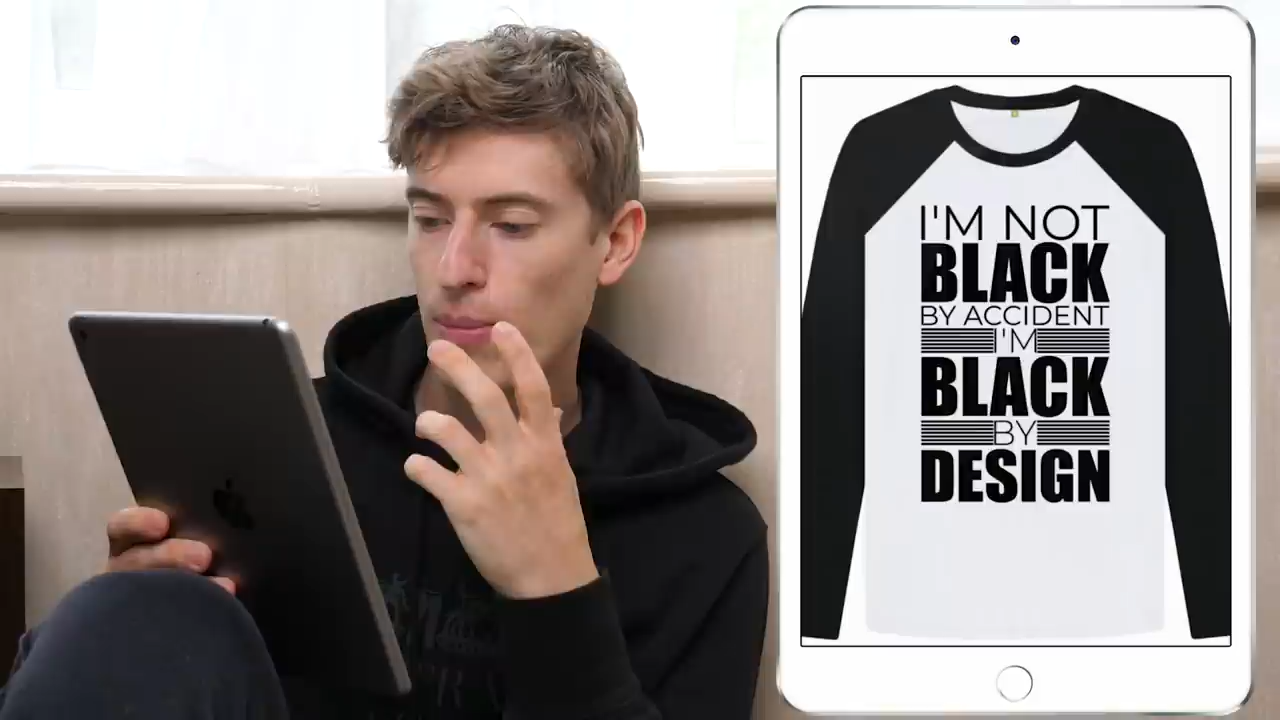 I'M NOT
BLACK
BY ACCIDENT
I'M
BLACK
BY
DESIGN